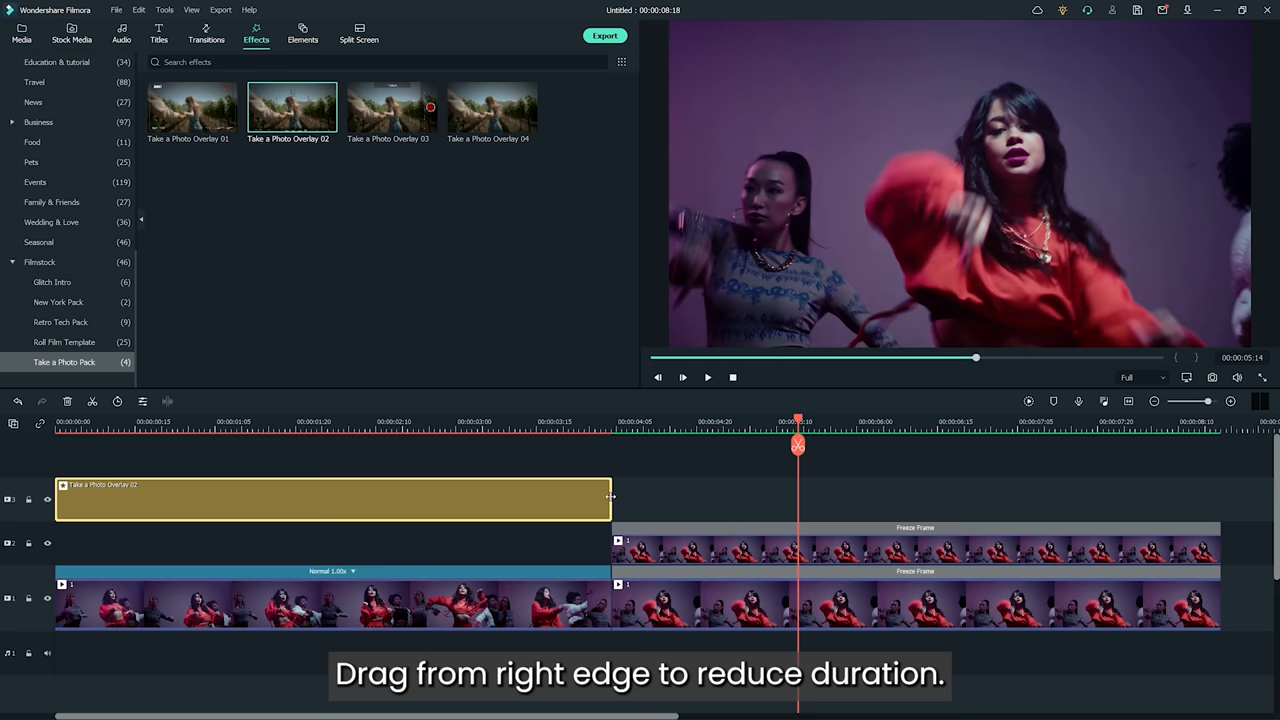 Wondershare Filmora
File
Edit
Tools
View
Export
Help
Untitled : 00:00:08:18
Media
Stock Media
Audio
Titles
Transitions
Effects
Elements
Split Screen
Export
Education & tutorial (34)
Travel (88)
News (27)
Business (97)
Food (11)
Pets (25)
Events (119)
Family & Friends (27)
Wedding & Love (36)
Seasonal (46)
Filmstock (46)
Glitch Intro (6)
New York Pack (2)
Retro Tech Pack (9)
Roll Film Template (25)
Take a Photo Pack (4)
Search effects
Take a Photo Overlay 01
Take a Photo Overlay 02
Take a Photo Overlay 03
Take a Photo Overlay 04
00:00:05:14
Full
00:00:00:00
00:00:00:15
00:00:01:05
00:00:01:20
00:00:02:10
00:00:03:00
00:00:03:15
00:00:04:05
00:00:04:20
00:00:06:00
00:00:06:15
00:00:07:05
00:00:07:20
00:00:08:10
3
Take a Photo Overlay 02
2
Freeze Frame
1
1
Normal 1.00x
Freeze Frame
1
1
1
Drag from right edge to reduce duration.